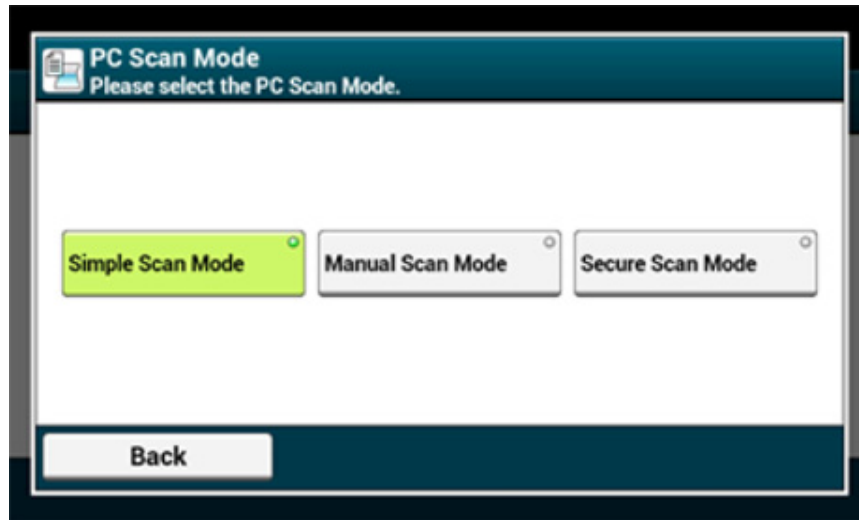 PC Scan Mode
Please select the PC Scan Mode.
Simple Scan Mode
Manual Scan Mode
Secure Scan Mode
Back